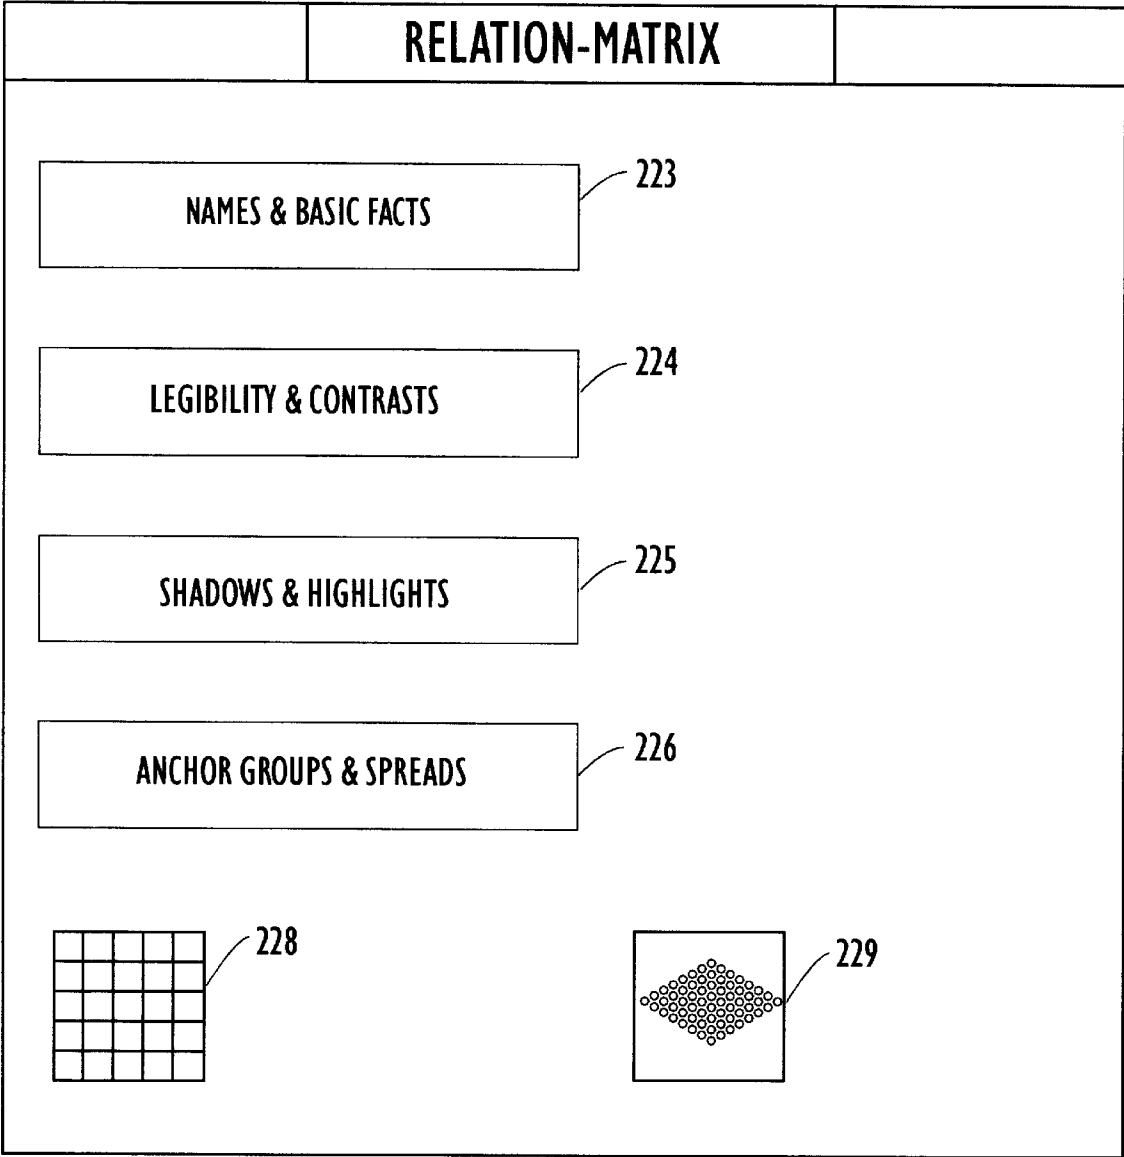 RELATION-MATRIX
NAMES & BASIC FACTS
223
LEGIBILITY & CONTRASTS
224
SHADOWS & HIGHLIGHTS
225
ANCHOR GROUPS & SPREADS
226
228
229